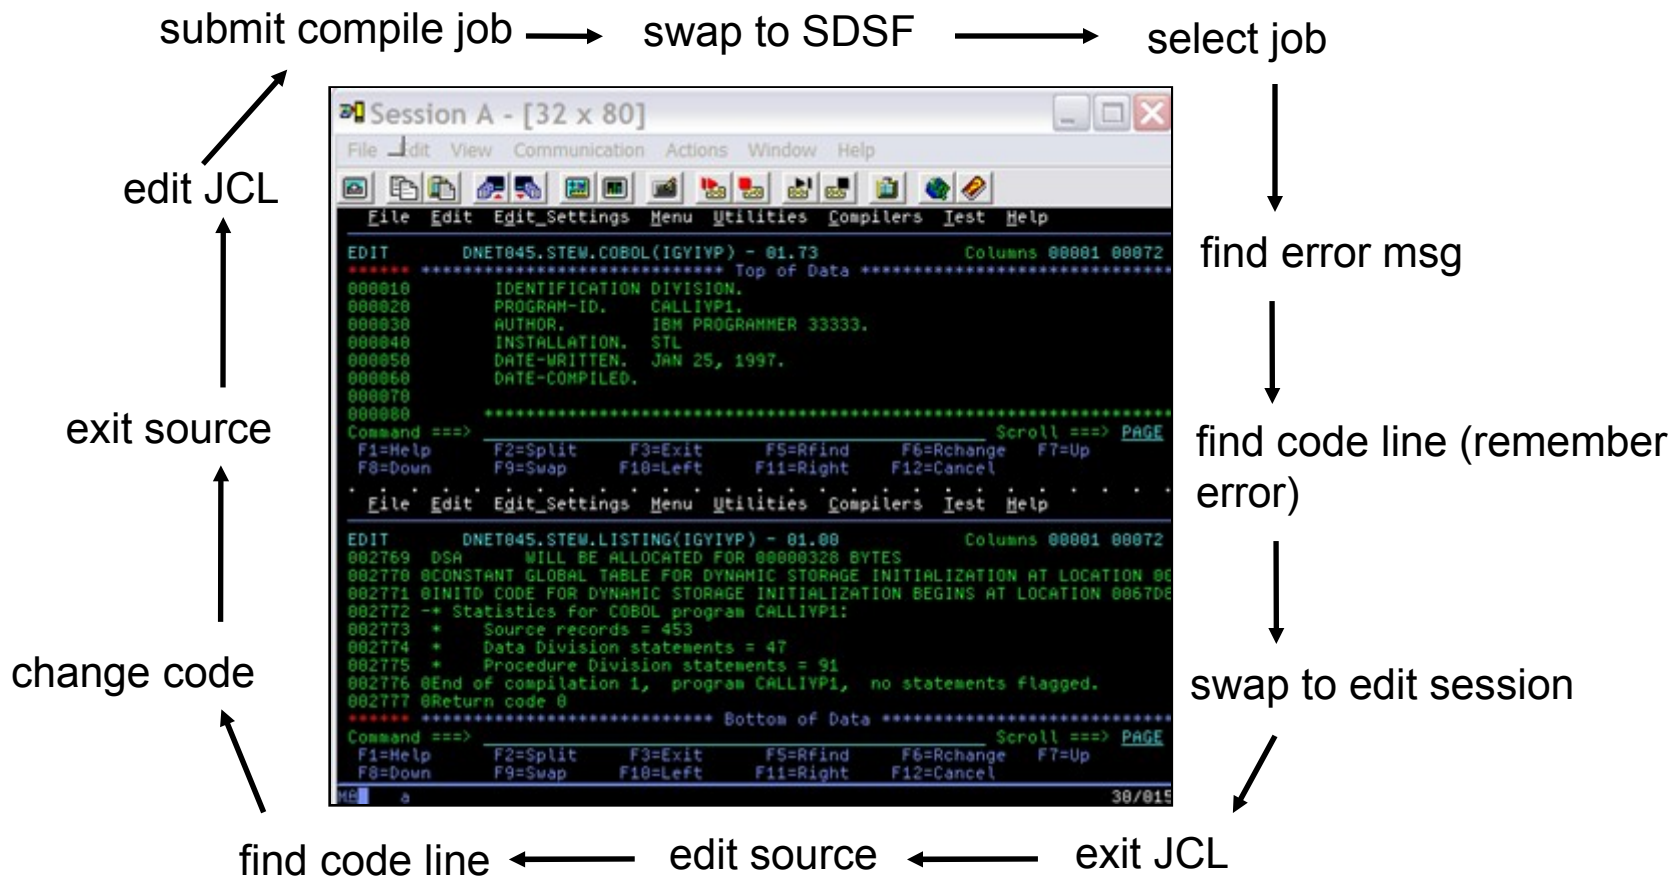 submit compile job
swap to SDSF
select job
find error msg
find code line (remember
error)
swap to edit session
exit JCL
edit source
find code line
change code
exit source
edit JCL
Session A - [32 x 80]
File Edit View Communication Actions Window Help
File Edit Edit_Settings Menu Utilities Compilers Test Help
EDIT DNET045.STEW.COBOL(IGYIVP) - 01.73 Columns 00001 00072
****** ***************************** Top of Data ******************************
000010 IDENTIFICATION DIVISION.
000020 PROGRAM-ID. CALLIVP1.
000030 AUTHOR. IBM PROGRAMMER 33333.
000040 INSTALLATION. STL
000050 DATE-WRITTEN. JAN 25, 1997.
000060 DATE-COMPILED.
000070
000080 ******************************************************************
Command ===> Scroll ===> PAGE
F1=Help F2=Split F3=Exit F5=Rfind F6=Rchange F7=Up
F8=Down F9=Swap F10=Left F11=Right F12=Cancel
File Edit Edit_Settings Menu Utilities Compilers Test Help
EDIT DNET045.STEW.LISTING(IGYIVP) - 01.00 Columns 00001 00072
002769 DSA WILL BE ALLOCATED FOR 00000328 BYTES
002770 0CONSTANT GLOBAL TABLE FOR DYNAMIC STORAGE INITIALIZATION AT LOCATION 00
002771 0INITD CODE FOR DYNAMIC STORAGE INITIALIZATION BEGINS AT LOCATION 0067D8
002772 -* Statistics for COBOL program CALLIVP1:
002773 * Source records = 453
002774 * Data Division statements = 47
002775 * Procedure Division statements = 91
002776 0End of compilation 1, program CALLIVP1, no statements flagged.
002777 0Return code 0
****** **************************** Bottom of Data ****************************
Command ===> Scroll ===> PAGE
F1=Help F2=Split F3=Exit F5=Rfind F6=Rchange F7=Up
F8=Down F9=Swap F10=Left F11=Right F12=Cancel
a 30/015